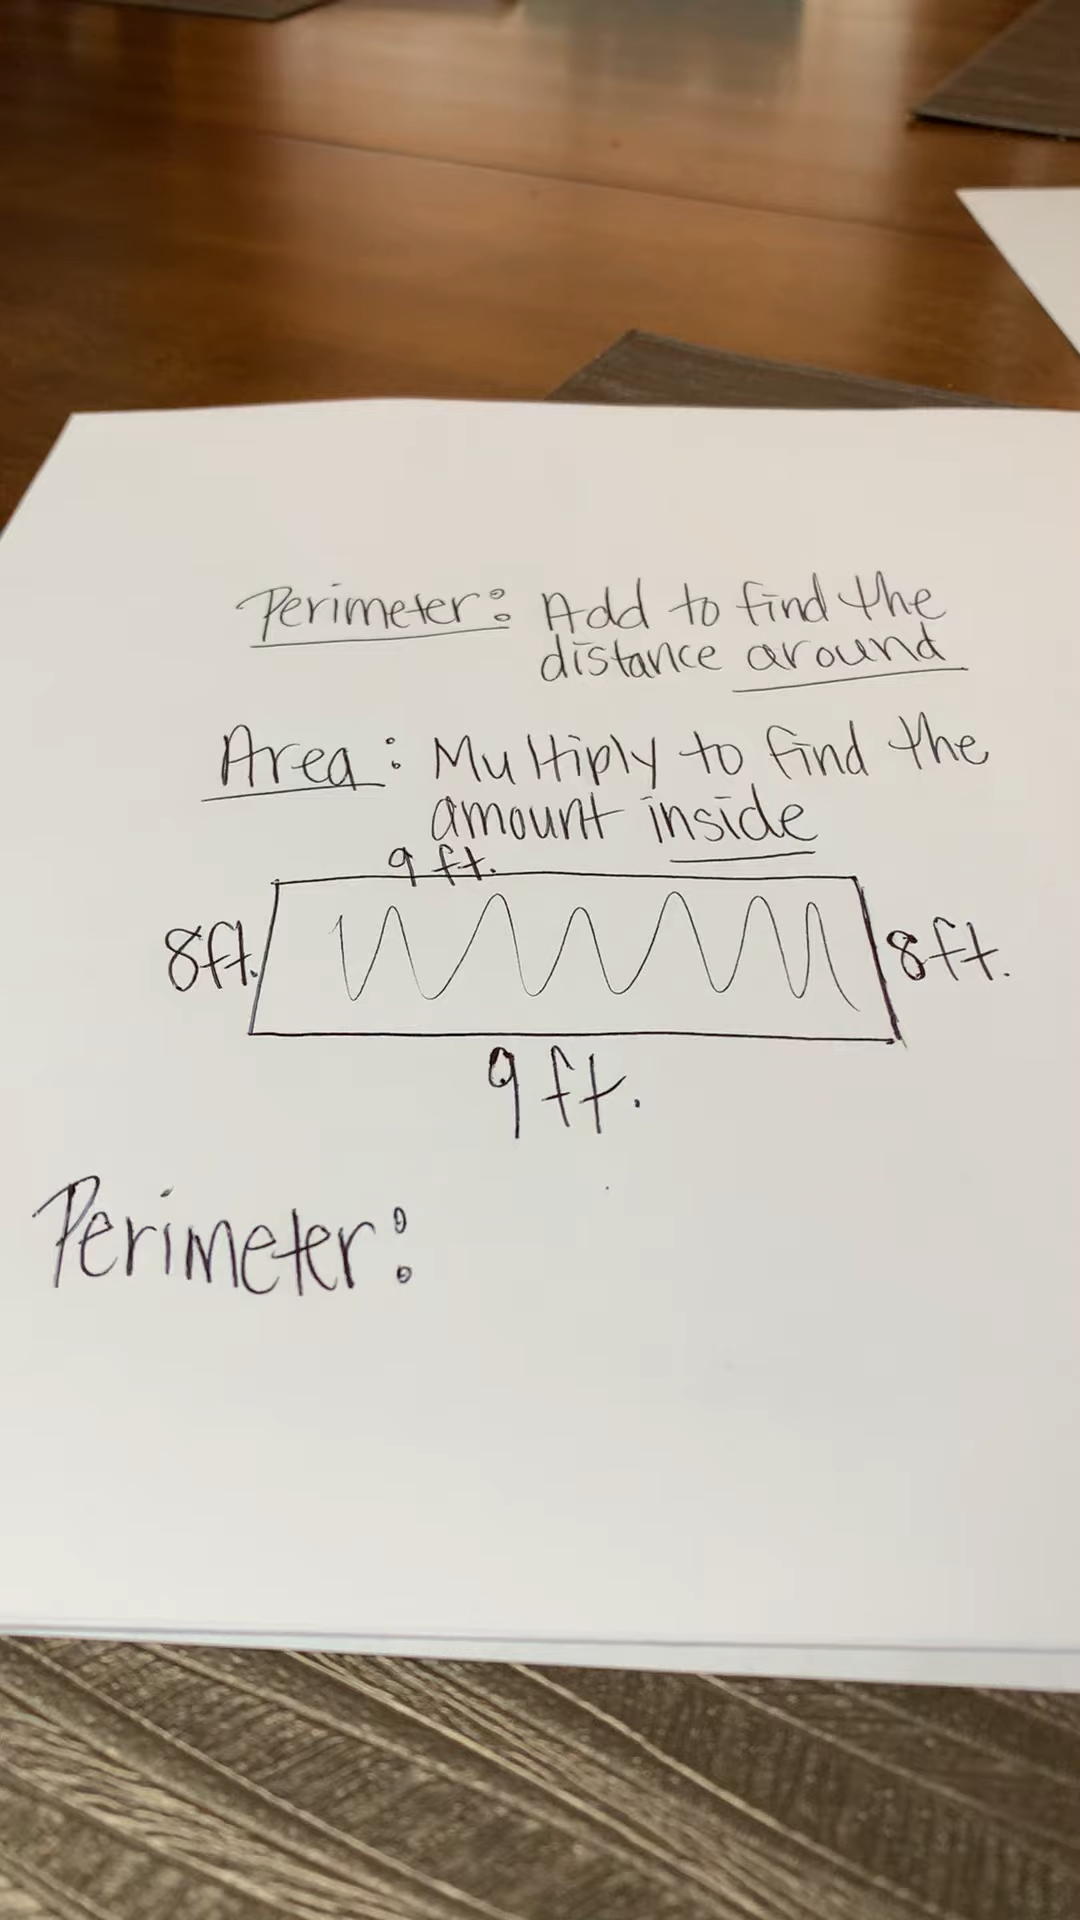 Perimeter: Add to find the
distance around
Area: Multiply to find the
amount inside
9 ft.
8ft.
8ft.
9 ft.
Perimeter: